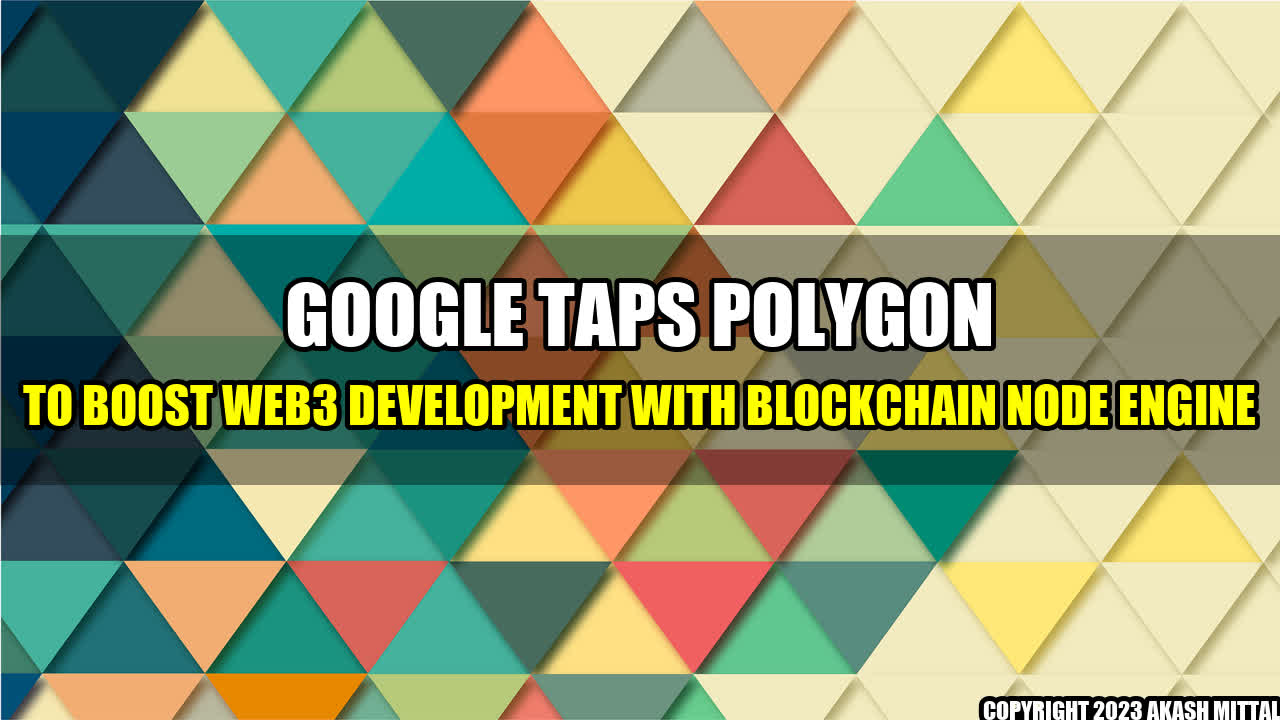 GOOGLE TAPS POLYGON
TO BOOST WEB3 DEVELOPMENT WITH BLOCKCHAIN NODE ENGINE
COPYRIGHT 2023 AKASH MITTAL